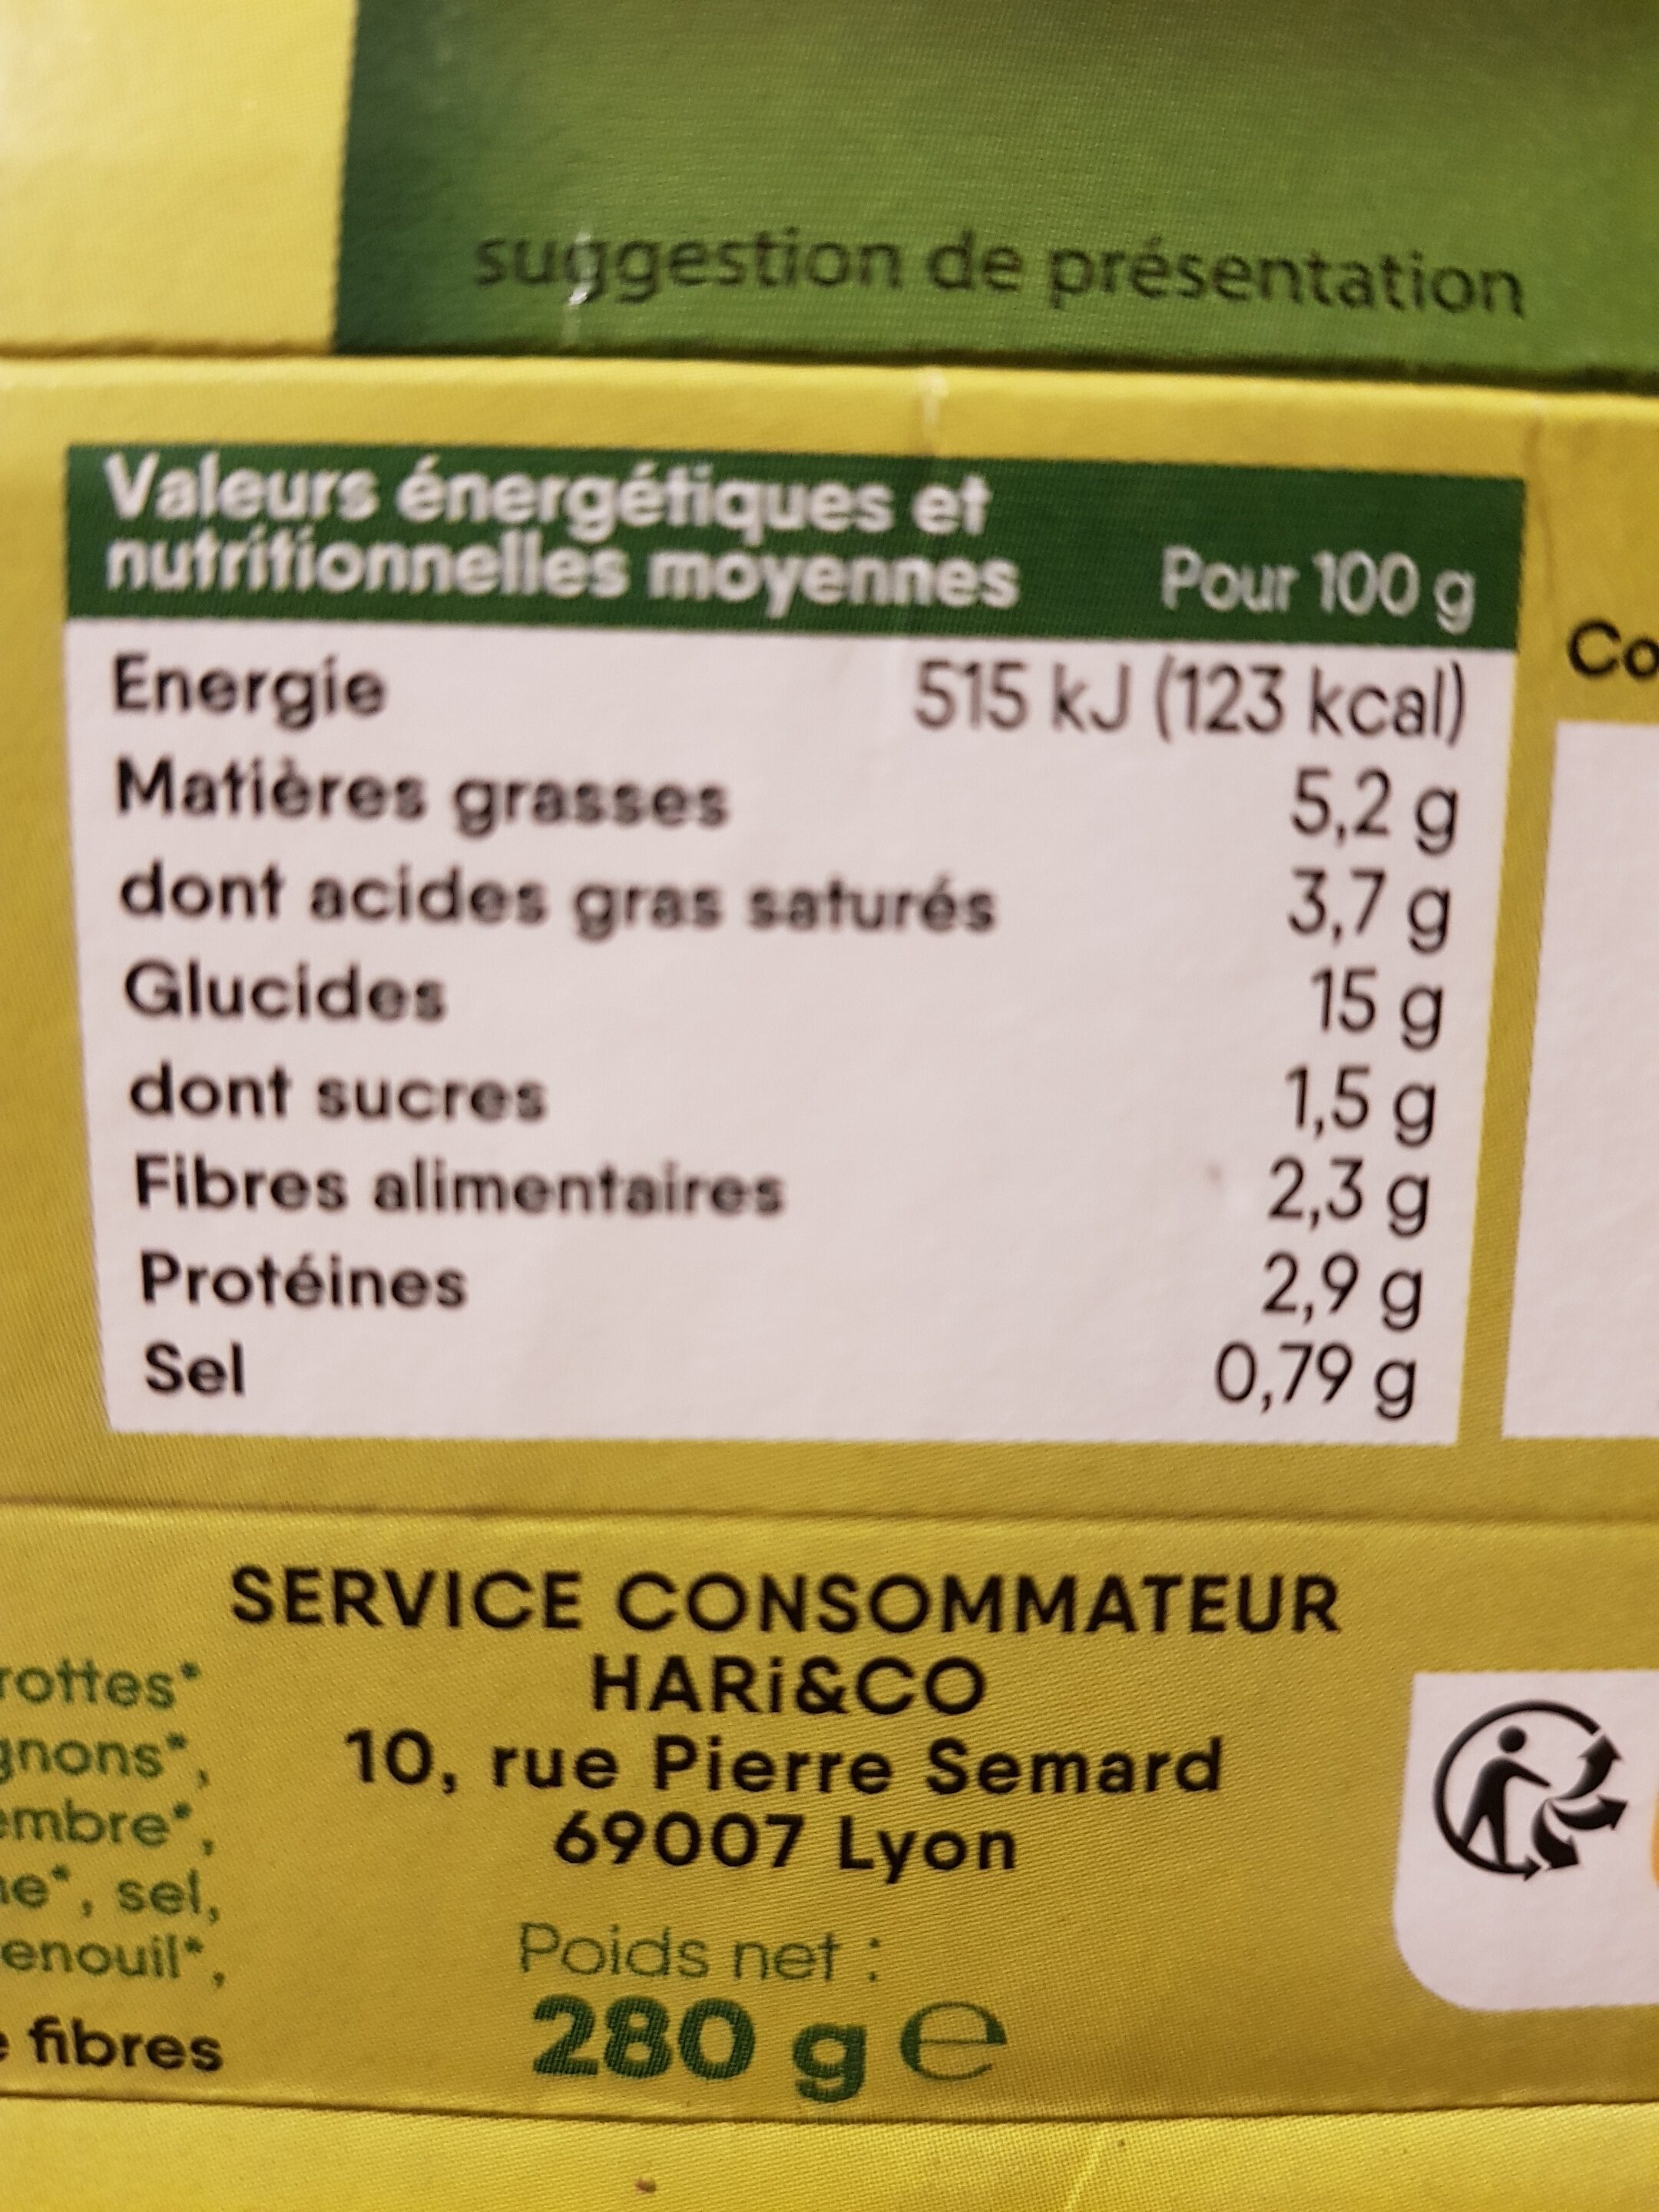 suggestion de présentation
Valeurs énergétiques et
nutritionnelles moyennes Pour 100 g
Energie 515 kJ (123 kcal)
Matières grasses 5,2 g
dont acides gras saturés 3,7 g
Glucides 15 g
dont sucres 1,5 g
Fibres alimentaires 2,3 g
Protéines 2,9 g
Sel 0,79 g
Co
SERVICE CONSOMMATEUR
HARi&CO
10, rue Pierre Semard
69007 Lyon
Poids net :
280 g e
rottes*
gnons*,
embre*,
e*, sel,
enouil*,
e fibres